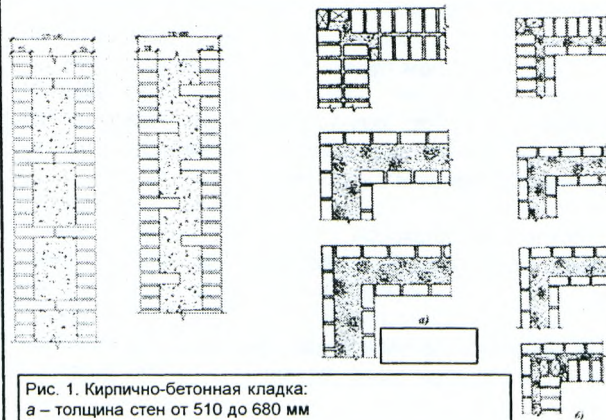 а)
б)
Рис. 1. Кирпично-бетонная кладка:
а – толщина стен от 510 до 680 мм